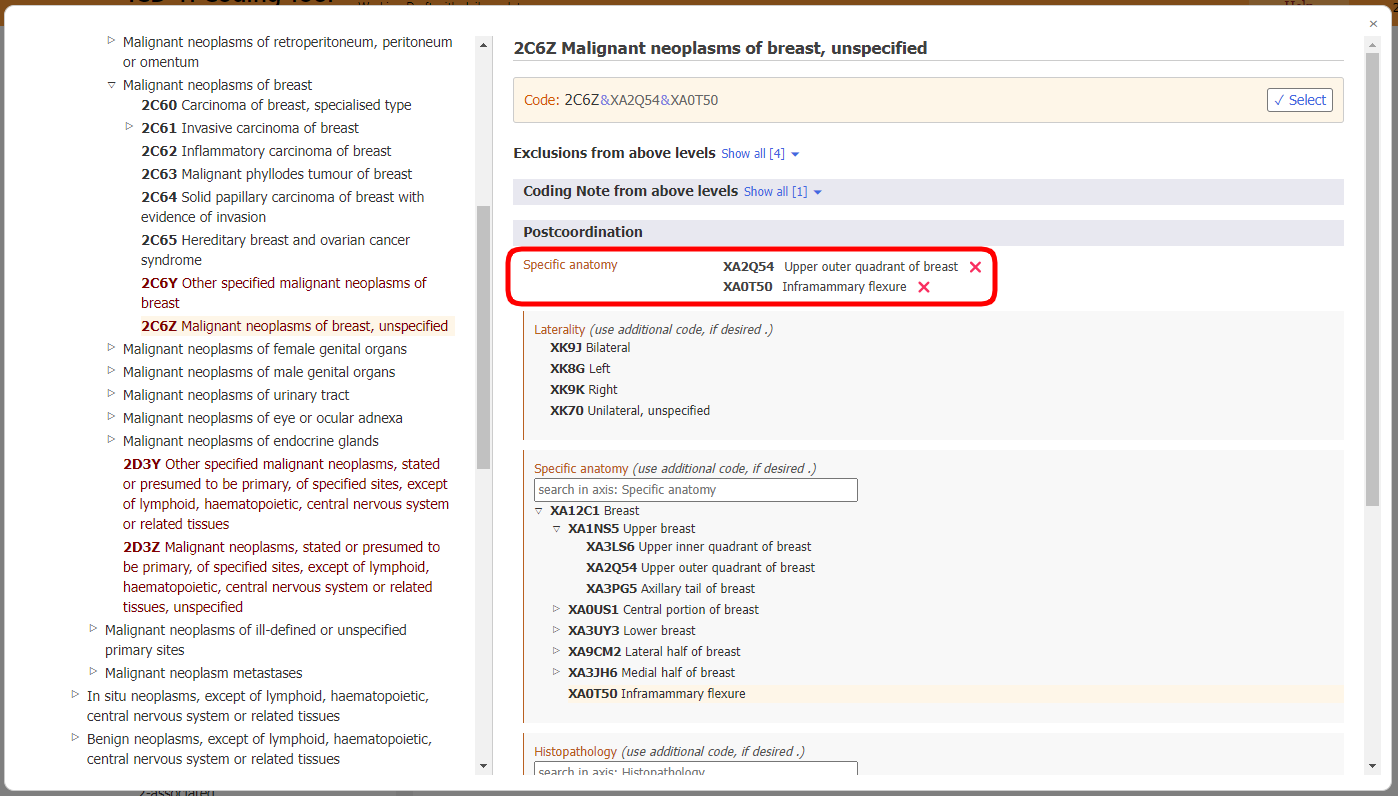 Malignant neoplasms of retroperitoneum, peritoneum
or omentum
Malignant neoplasms of breast
2C60 Carcinoma of breast, specialised type
2C61 Invasive carcinoma of breast
2C62 Inflammatory carcinoma of breast
2C63 Malignant phyllodes tumour of breast
2C64 Solid papillary carcinoma of breast with
evidence of invasion
2C65 Hereditary breast and ovarian cancer
syndrome
2C6Y Other specified malignant neoplasms of
breast
2C6Z Malignant neoplasms of breast, unspecified
Malignant neoplasms of female genital organs
Malignant neoplasms of male genital organs
Malignant neoplasms of urinary tract
Malignant neoplasms of eye or ocular adnexa
Malignant neoplasms of endocrine glands
2D3Y Other specified malignant neoplasms, stated
or presumed to be primary, of specified sites, except
of lymphoid, haematopoietic, central nervous system
or related tissues
2D3Z Malignant neoplasms, stated or presumed to
be primary, of specified sites, except of lymphoid,
haematopoietic, central nervous system or related
tissues, unspecified
Malignant neoplasms of ill-defined or unspecified
primary sites
Malignant neoplasm metastases
In situ neoplasms, except of lymphoid, haematopoietic,
central nervous system or related tissues
Benign neoplasms, except of lymphoid, haematopoietic,
central nervous system or related tissues
2-associated
2C6Z Malignant neoplasms of breast, unspecified
Code: 2C6Z&XA2Q54&XA0T50
✓ Select
Exclusions from above levels Show all [4]
Coding Note from above levels Show all [1]
Postcoordination
Specific anatomy XA2Q54 Upper outer quadrant of breast
XA0T50 Inframammary flexure
Laterality (use additional code, if desired .)
XK9J Bilateral
XK8G Left
XK9K Right
XK70 Unilateral, unspecified
Specific anatomy (use additional code, if desired .)
search in axis: Specific anatomy
XA12C1 Breast
XA1NS5 Upper breast
XA3LS6 Upper inner quadrant of breast
XA2Q54 Upper outer quadrant of breast
XA3PG5 Axillary tail of breast
XA0US1 Central portion of breast
XA3UY3 Lower breast
XA9CM2 Lateral half of breast
XA3JH6 Medial half of breast
XA0T50 Inframammary flexure
Histopathology (use additional code, if desired .)
search in axis: Histopathology